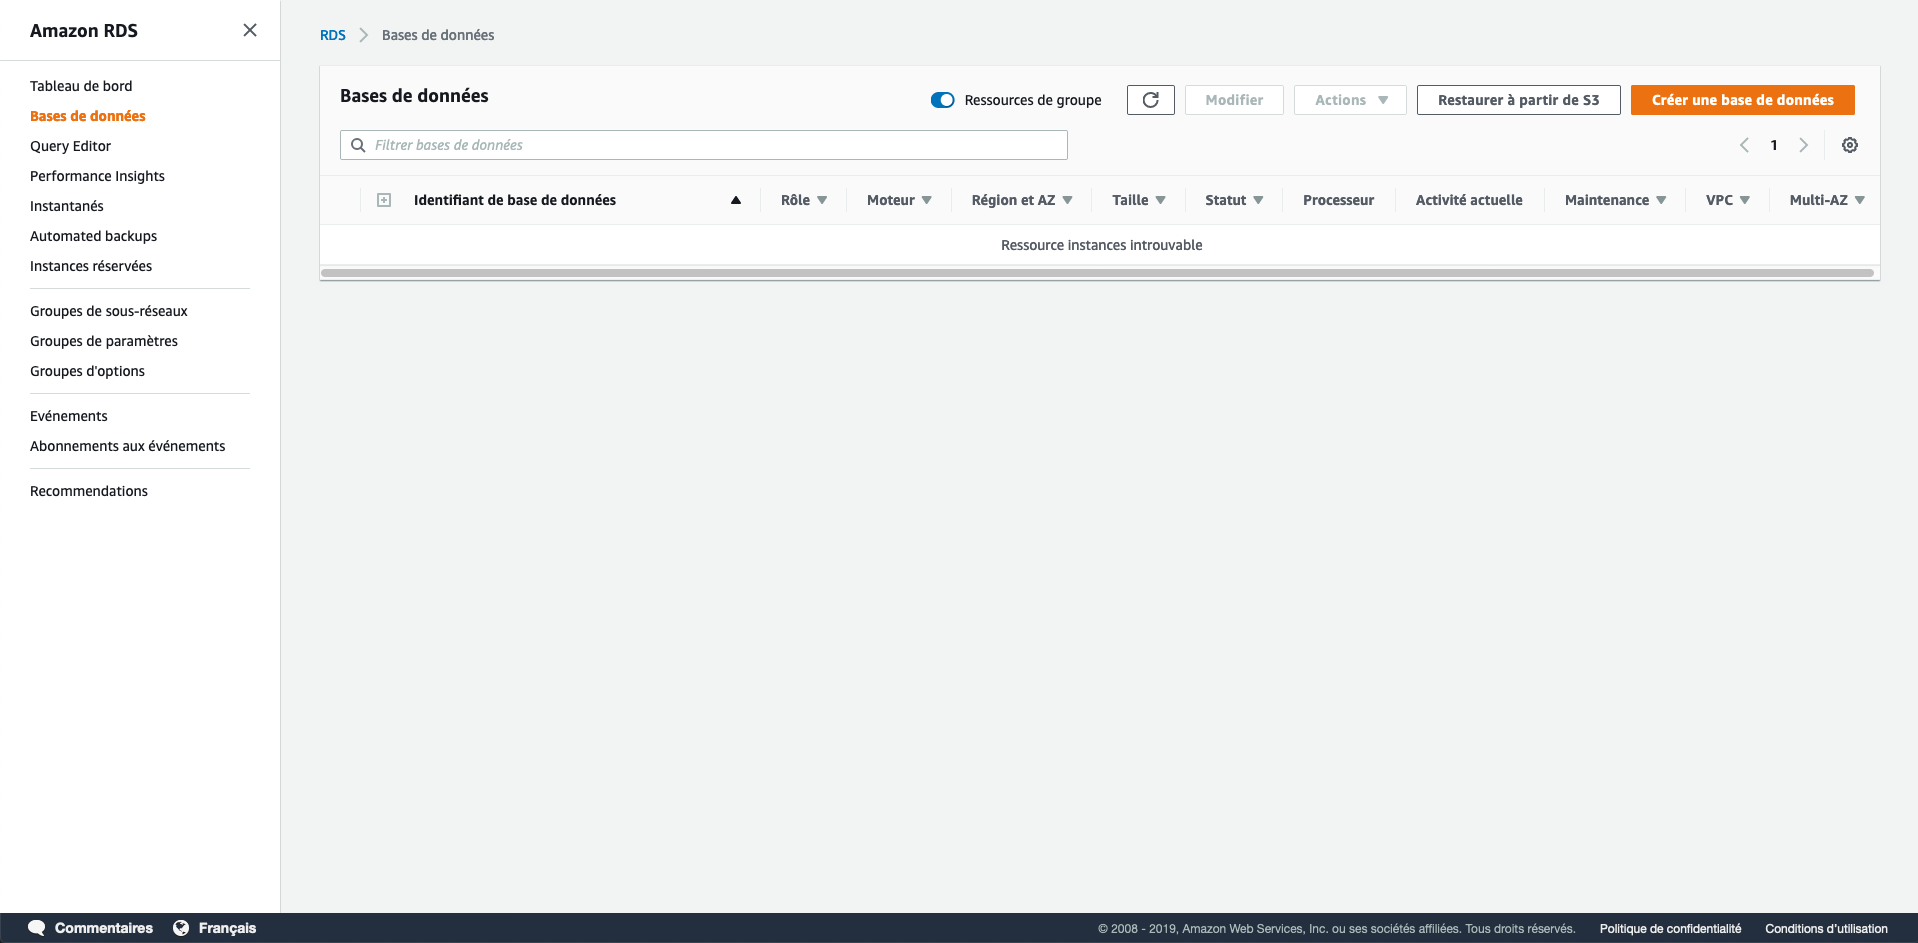 Amazon RDS
Tableau de bord
Bases de données
Query Editor
Performance Insights
Instantanés
Automated backups
Instances réservées
Groupes de sous-réseaux
Groupes de paramètres
Groupes d'options
Evénements
Abonnements aux événements
Recommendations
RDS Bases de données
Bases de données
Ressources de groupe Modifier Actions Restaurer à partir de S3 Créer une base de données
Filtrer bases de données 1
Identifiant de base de données Rôle Moteur Région et AZ Taille Statut Processeur Activité actuelle Maintenance VPC Multi-AZ
Ressource instances introuvable
Commentaires Français © 2008 - 2019, Amazon Web Services, Inc. ou ses sociétés affiliées. Tous droits réservés. Politique de confidentialité Conditions d’utilisation